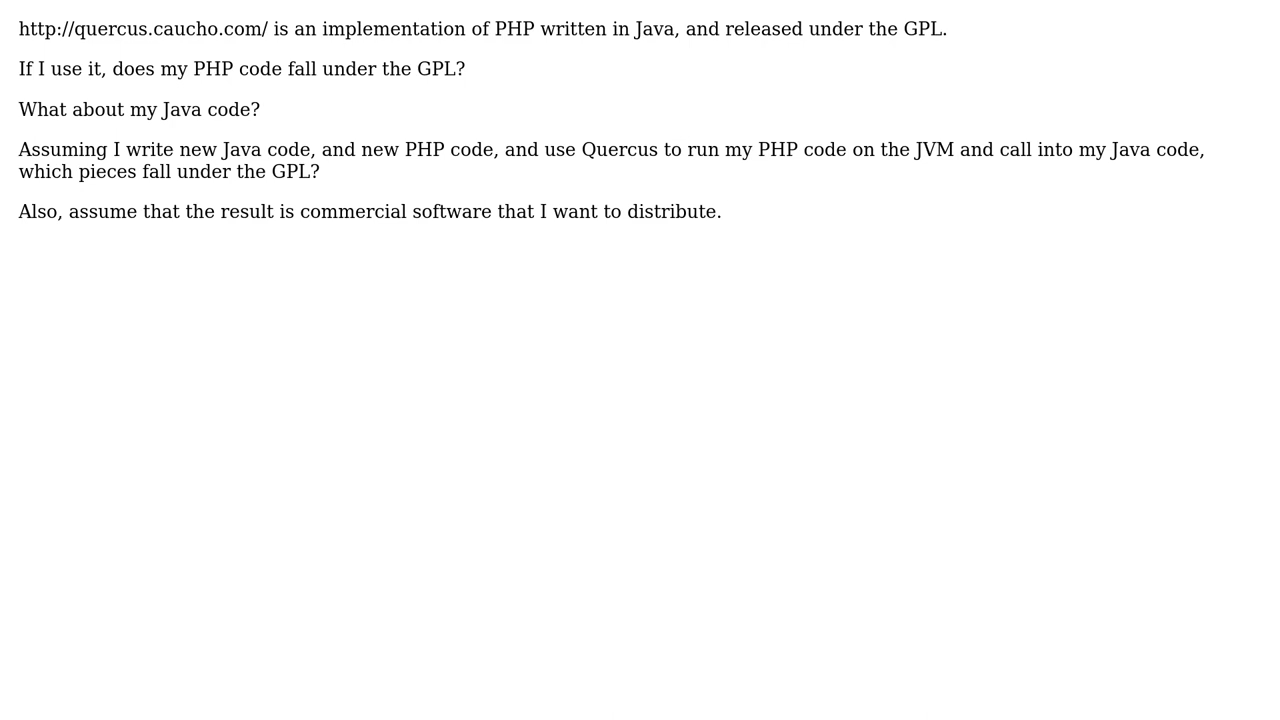 http://quercus.caucho.com/ is an implementation of PHP written in Java, and released under the GPL.
If I use it, does my PHP code fall under the GPL?
What about my Java code?
Assuming I write new Java code, and new PHP code, and use Quercus to run my PHP code on the JVM and call into my Java code,
which pieces fall under the GPL?
Also, assume that the result is commercial software that I want to distribute.